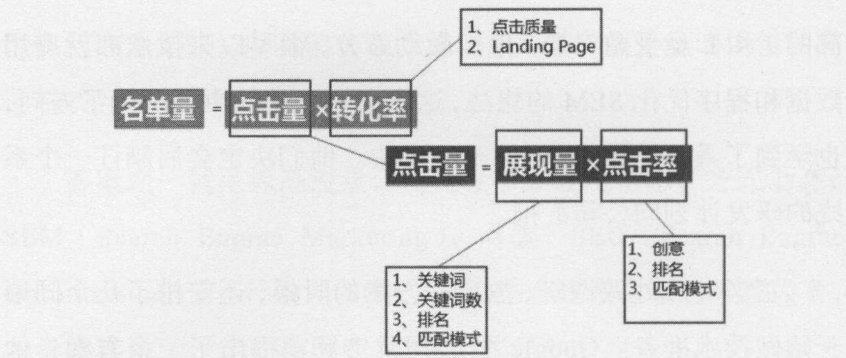 1、点击质量
2、Landing Page
名单量 = 点击量 ×转化率
点击量 = 展现量 ×点击率
1、关键词
2、关键词数
3、排名
4、匹配模式
1、创意
2、排名
3、匹配模式